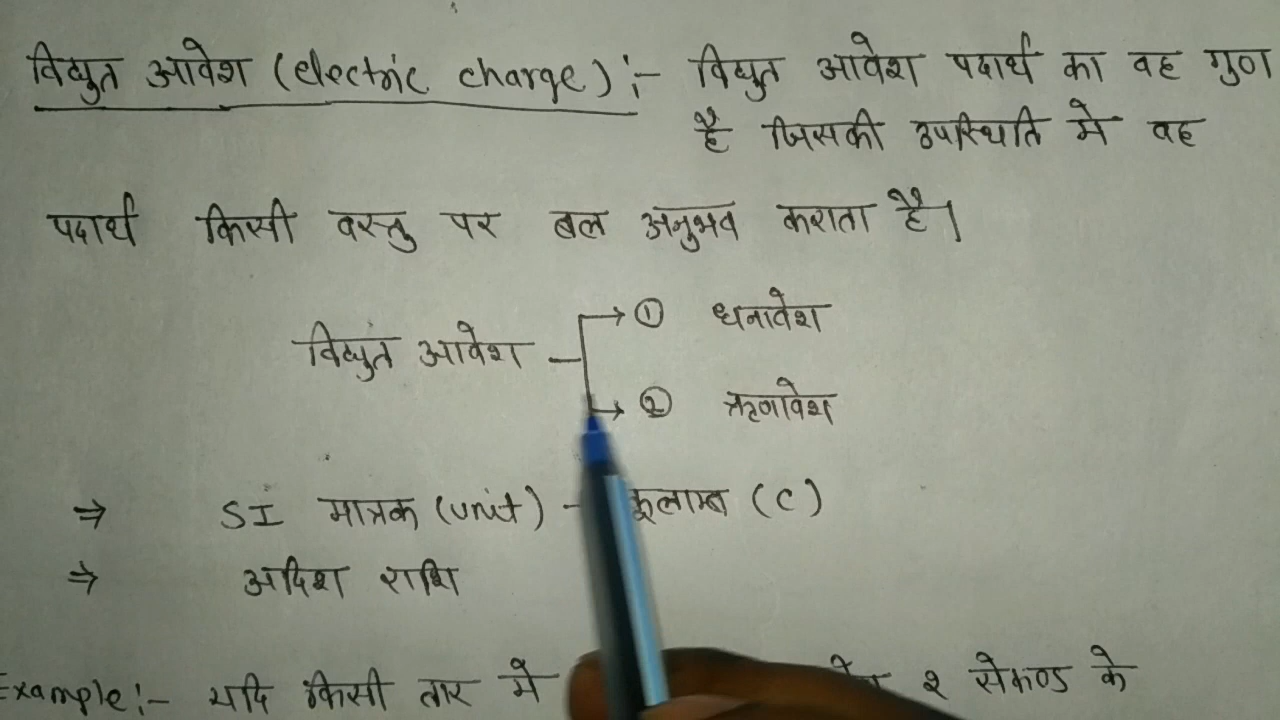 विद्युत आवेश (electric charge) :- विद्युत आवेश पदार्थ का वह गुण
है जिसकी उपस्थिति मे वह
पदार्थ किसी वस्तु पर बल अनुभव कराता है।
→ ① धनावेश
विद्युत आवेश
→ ② ऋणावेश
⇒ SI मात्रक (unit) - कूलाम्ब (C)
⇒ अदिश राशि
Example:- यदि किसी तार मे २ सेकण्ड के